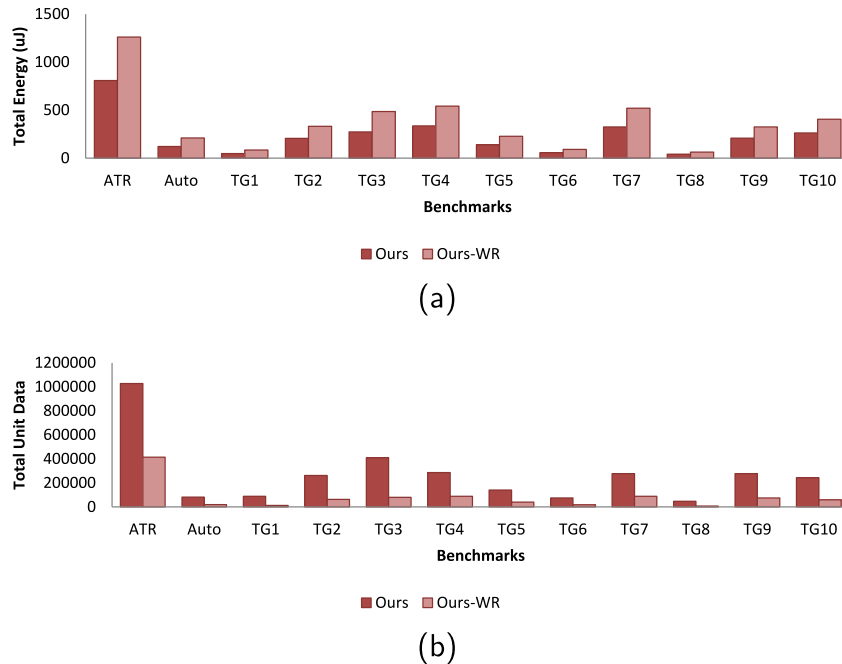 1500
1000
500
0
Total Energy (uJ)
ATR Auto TG1 TG2 TG3 TG4 TG5 TG6 TG7 TG8 TG9 TG10
Benchmarks
Ours Ours-WR
(a)
1200000
1000000
800000
600000
400000
200000
0
Total Unit Data
ATR Auto TG1 TG2 TG3 TG4 TG5 TG6 TG7 TG8 TG9 TG10
Benchmarks
Ours Ours-WR
(b)